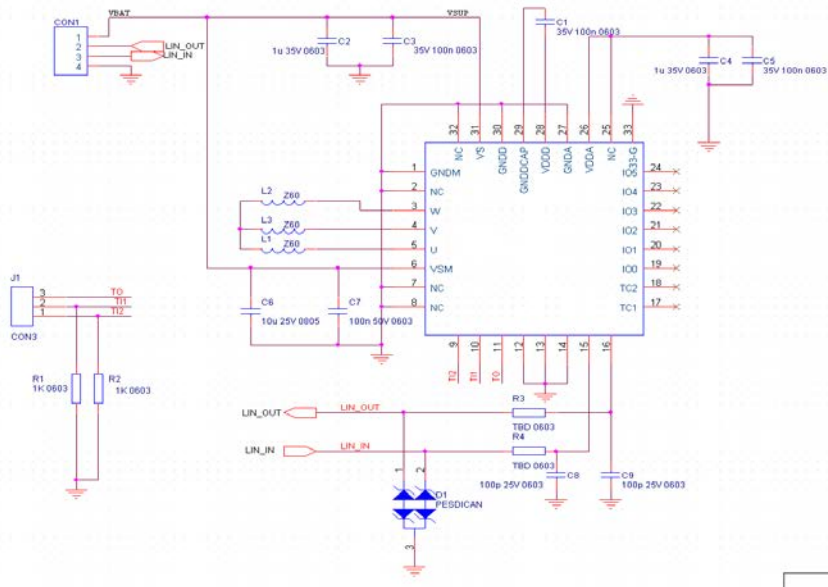 VBAT
VSUP
CON1
1
2
3
4
LIN_OUT
LIN_IN
C2
1u 35V 0603
C3
35V 100n 0603
C1
35V 100n 0603
C4
1u 35V 0603
C5
35V 100n 0603
32
31
30
29
28
27
26
25
33
NC
VS
GNDD
GNDDCAP
VDDD
GNDA
VDDA
NC
1
GNDM
2
NC
3
W
4
V
5
U
6
VSM
7
NC
8
NC
IO5
24
IO4
23
IO3
22
IO2
21
IO1
20
IO0
19
TC2
18
TC1
17
L2
Z60
L3
Z60
L1
Z60
C6
10u 25V 0805
C7
100n 50V 0603
J1
3
TO
2
TI1
1
TI2
CON3
R1
1K 0603
R2
1K 0603
9
10
11
12
13
14
15
16
TI2
TI1
TO
LIN_OUT
LIN_OUT
R3
TBD 0603
LIN_IN
LIN_IN
R4
TBD 0603
C8
100p 25V 0603
C9
100p 25V 0603
1
2
D1
PESDICAN
3